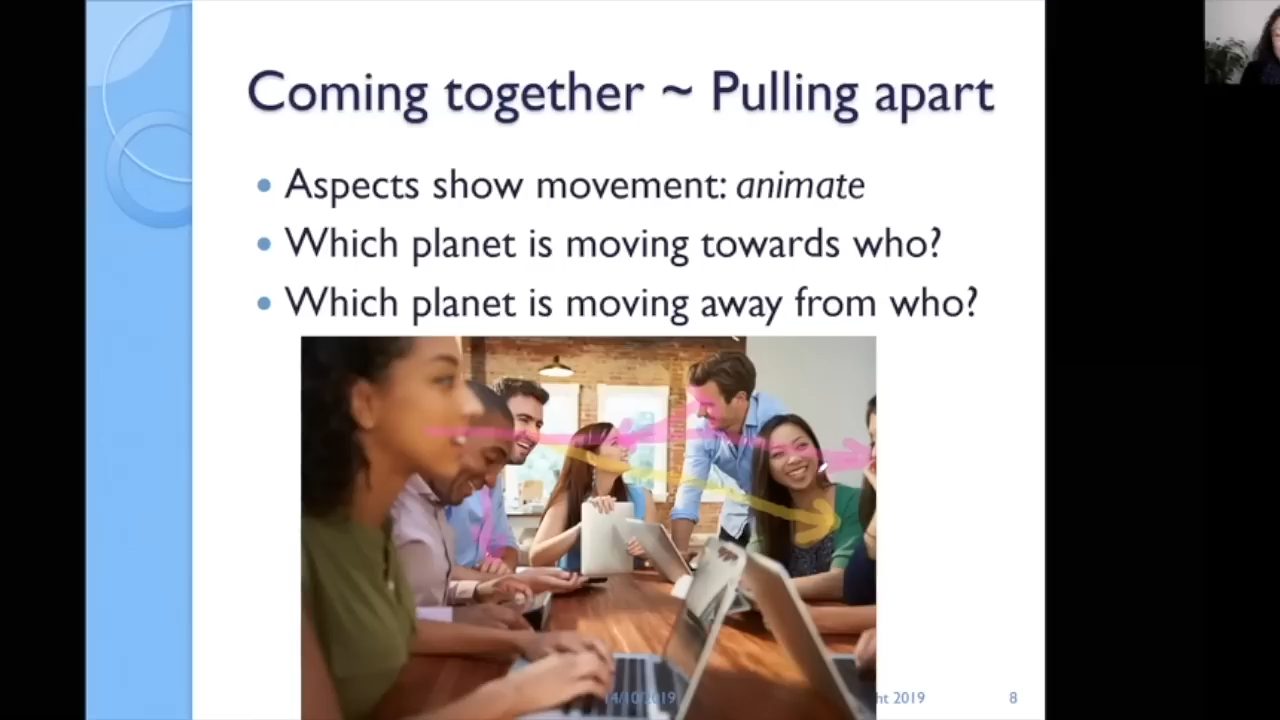 Coming together ~ Pulling apart
• Aspects show movement: animate
• Which planet is moving towards who?
• Which planet is moving away from who?
14/10/2019 2019 8